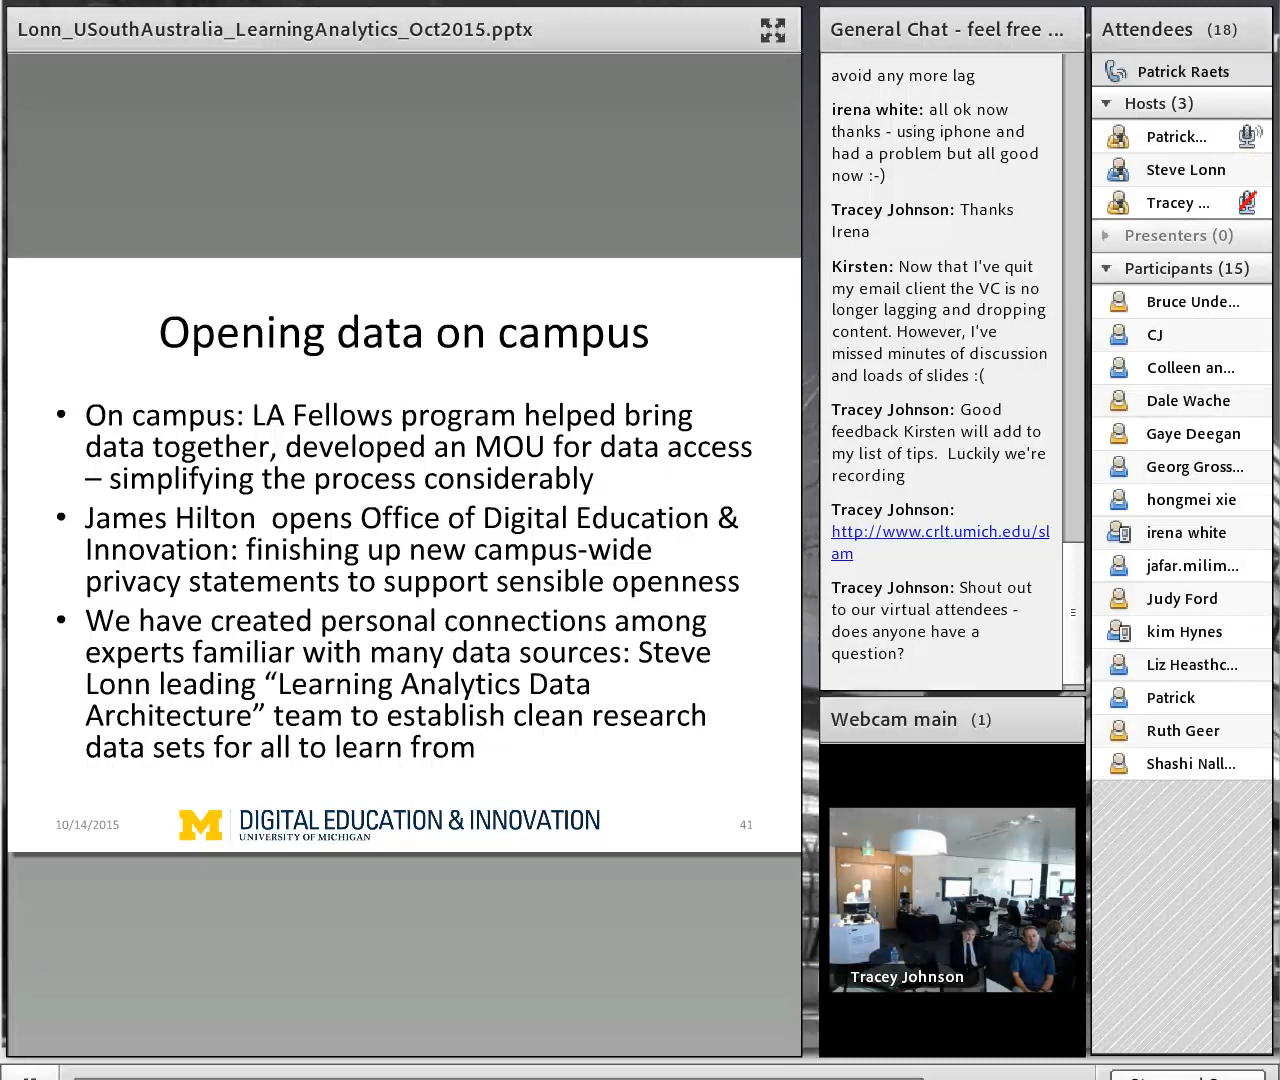 Lonn_USouthAustralia_LearningAnalytics_Oct2015.pptx
Opening data on campus
• On campus: LA Fellows program helped bring
data together, developed an MOU for data access
– simplifying the process considerably
• James Hilton  opens Office of Digital Education &
Innovation: finishing up new campus-wide
privacy statements to support sensible openness
• We have created personal connections among
experts familiar with many data sources: Steve
Lonn leading “Learning Analytics Data
Architecture” team to establish clean research
data sets for all to learn from
10/14/2015
M
DIGITAL EDUCATION & INNOVATION
UNIVERSITY OF MICHIGAN
41
General Chat - feel free ...
avoid any more lag
irena white: all ok now
thanks - using iphone and
had a problem but all good
now :-)
Tracey Johnson: Thanks
Irena
Kirsten: Now that I've quit
my email client the VC is no
longer lagging and dropping
content. However, I've
missed minutes of discussion
and loads of slides :(
Tracey Johnson: Good
feedback Kirsten will add to
my list of tips.  Luckily we're
recording
Tracey Johnson:
http://www.crlt.umich.edu/sl
am
Tracey Johnson: Shout out
to our virtual attendees -
does anyone have a
question?
Webcam main (1)
Tracey Johnson
Attendees (18)
Patrick Raets
Hosts (3)
Patrick...
Steve Lonn
Tracey ...
Presenters (0)
Participants (15)
Bruce Unde...
CJ
Colleen an...
Dale Wache
Gaye Deegan
Georg Gross...
hongmei xie
irena white
jafar.milim...
Judy Ford
kim Hynes
Liz Heasthc...
Patrick
Ruth Geer
Shashi Nall...